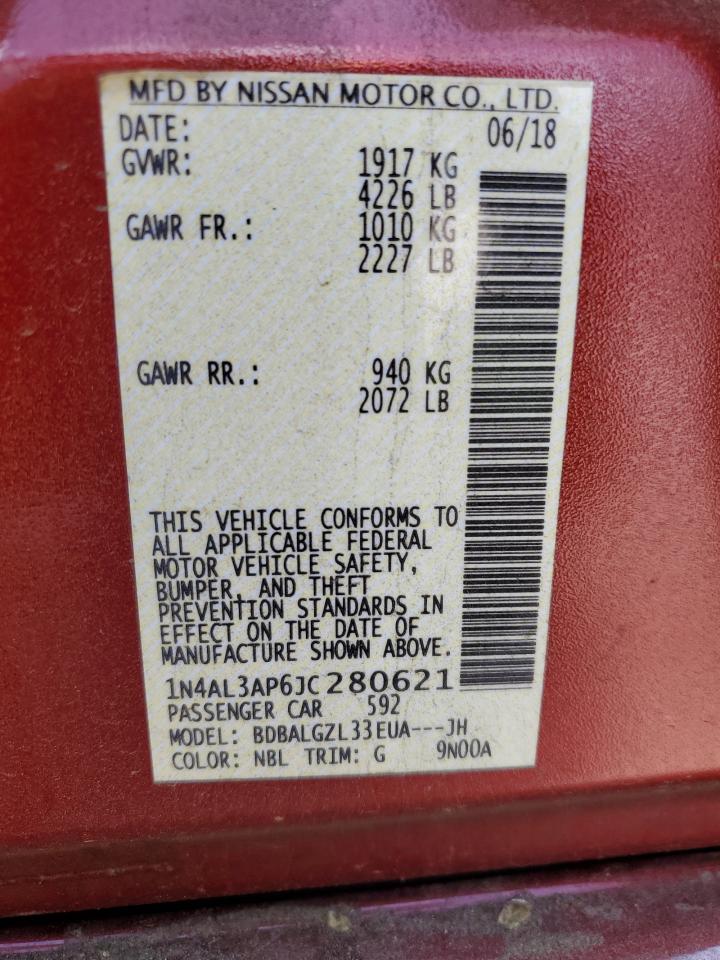 MFD BY NISSAN MOTOR CO., LTD.
DATE: 06/18
GVWR: 1917 KG
4226 LB
GAWR FR.: 1010 KG
2227 LB
GAWR RR.: 940 KG
2072 LB
THIS VEHICLE CONFORMS TO
ALL APPLICABLE FEDERAL
MOTOR VEHICLE SAFETY,
BUMPER, AND THEFT
PREVENTION STANDARDS IN
EFFECT ON THE DATE OF
MANUFACTURE SHOWN ABOVE.
1N4AL3AP6JC280621
PASSENGER CAR 592
MODEL: BDBALGZL33EUA---JH
COLOR: NBL TRIM: G 9N00A